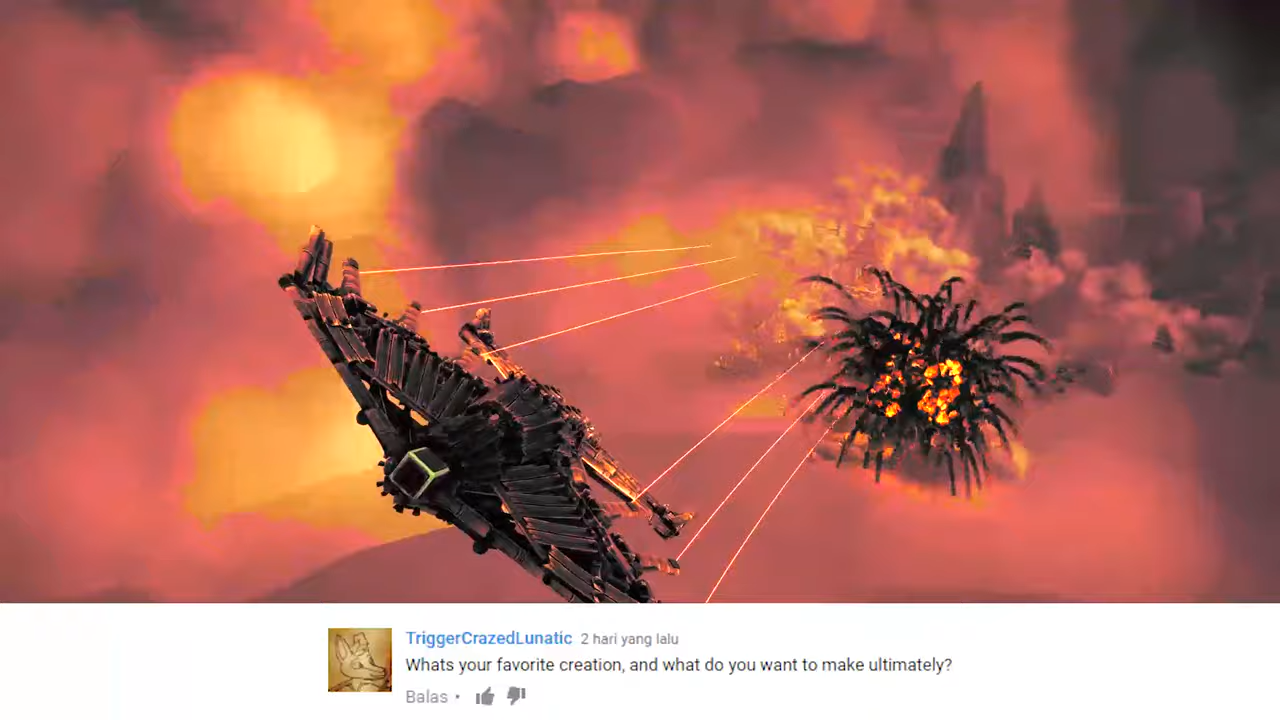 TriggerCrazedLunatic 2 hari yang lalu
Whats your favorite creation, and what do you want to make ultimately?
Balas •